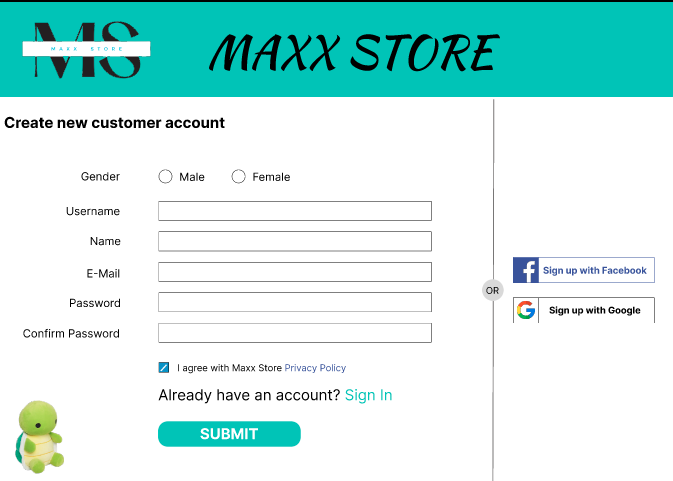 MS
MAXX STORE
MAXX STORE
Create new customer account
Gender Male Female
Username
Name
E-Mail
Password
Confirm Password
I agree with Maxx Store Privacy Policy
Already have an account? Sign In
SUBMIT
OR
f Sign up with Facebook
G Sign up with Google